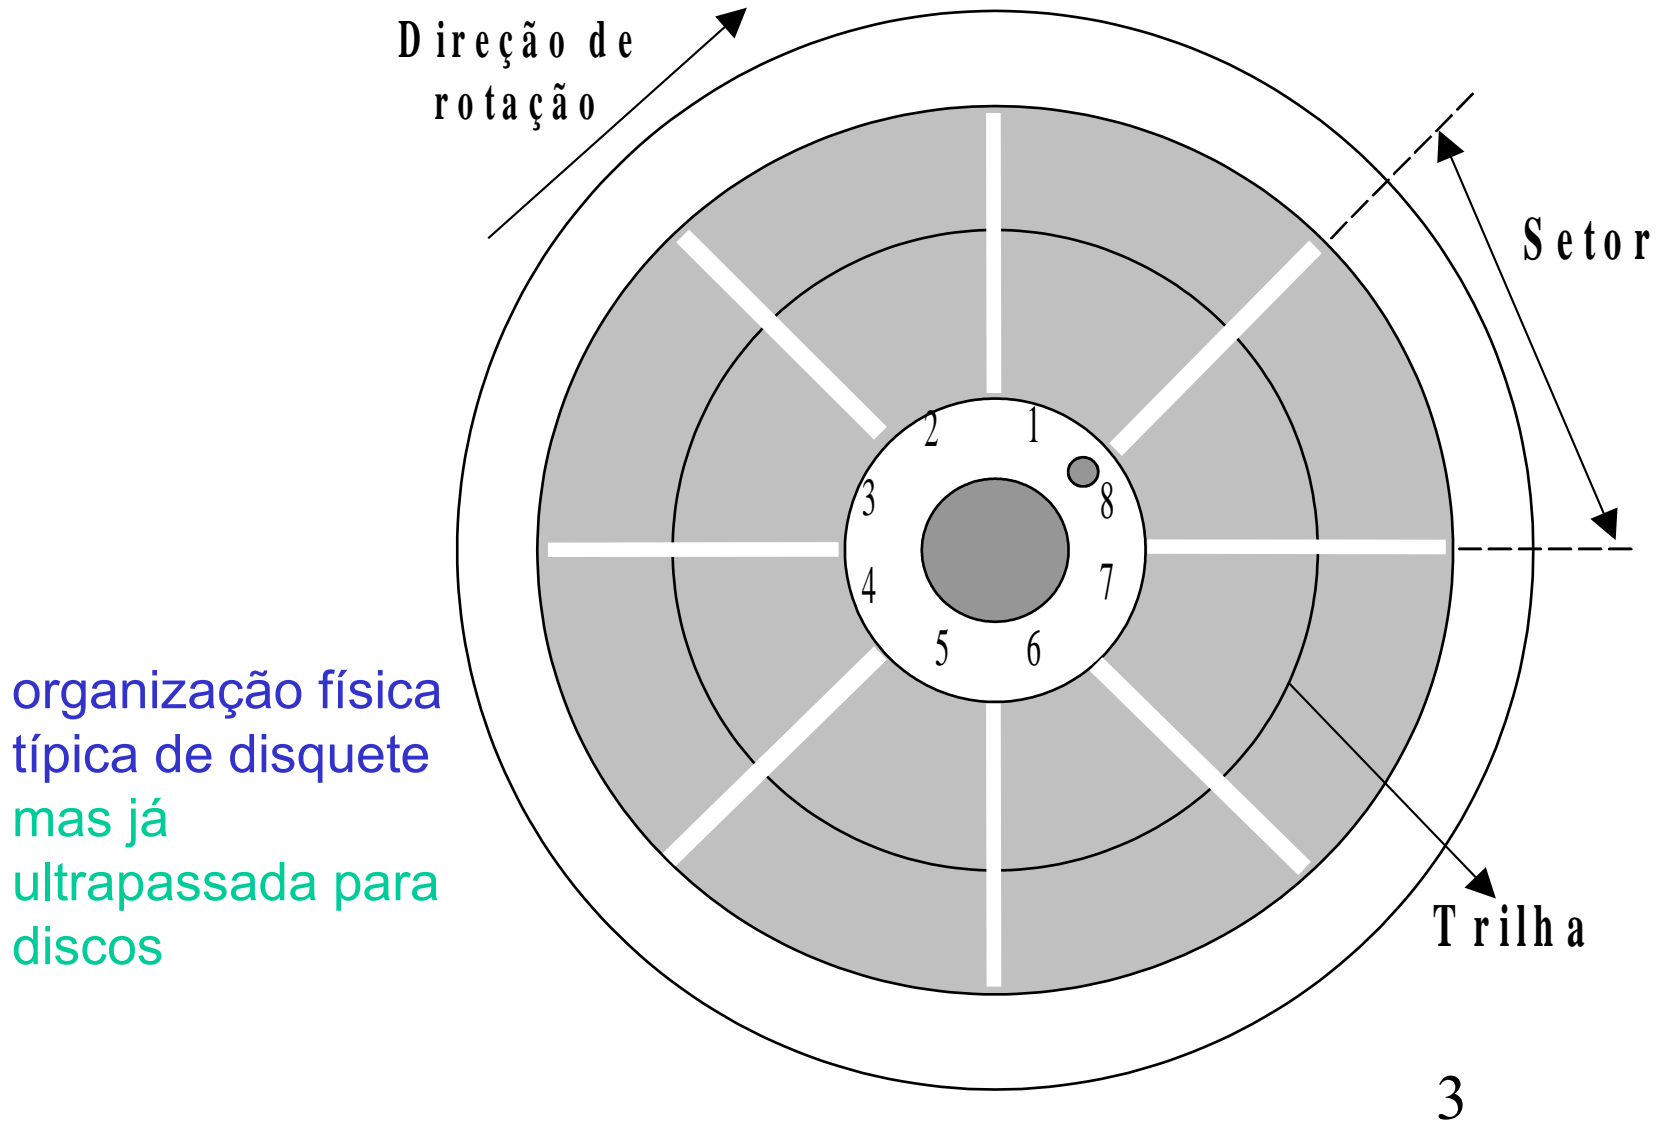 Direção de
rotação
Setor
2 1
3 8
4 7
5 6
organização física
típica de disquete
mas já
ultrapassada para
discos
Trilha
3